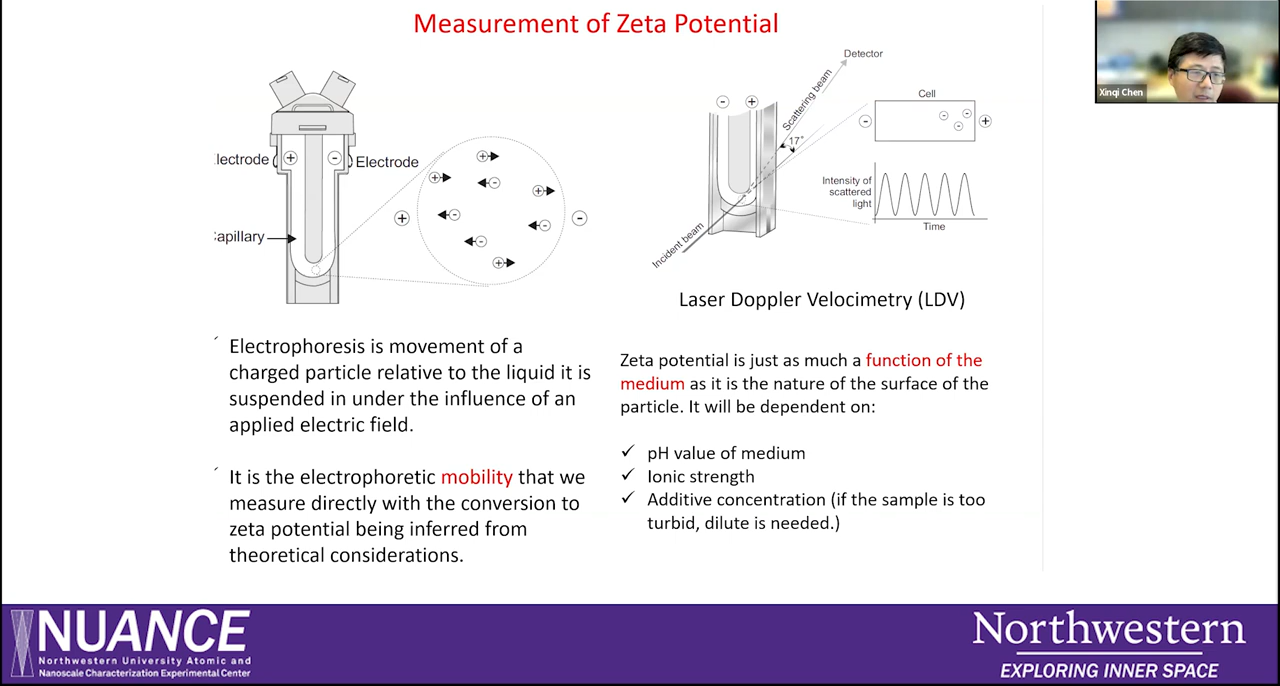 Measurement of Zeta Potential
Xinqi Chen
lectrode
+
-
Electrode
apillary
+
-
Detector
Scattering beam
17°
Incident beam
- +
Cell
-
+
Intensity of
scattered
light
Time
Laser Doppler Velocimetry (LDV)
Electrophoresis is movement of a
charged particle relative to the liquid it is
suspended in under the influence of an
applied electric field.
It is the electrophoretic mobility that we
measure directly with the conversion to
zeta potential being inferred from
theoretical considerations.
Zeta potential is just as much a function of the
medium as it is the nature of the surface of the
particle. It will be dependent on:
✓ pH value of medium
✓ Ionic strength
✓ Additive concentration (if the sample is too
turbid, dilute is needed.)
NUANCE
Northwestern University Atomic and
Nanoscale Characterization Experimental Center
Northwestern
EXPLORING INNER SPACE